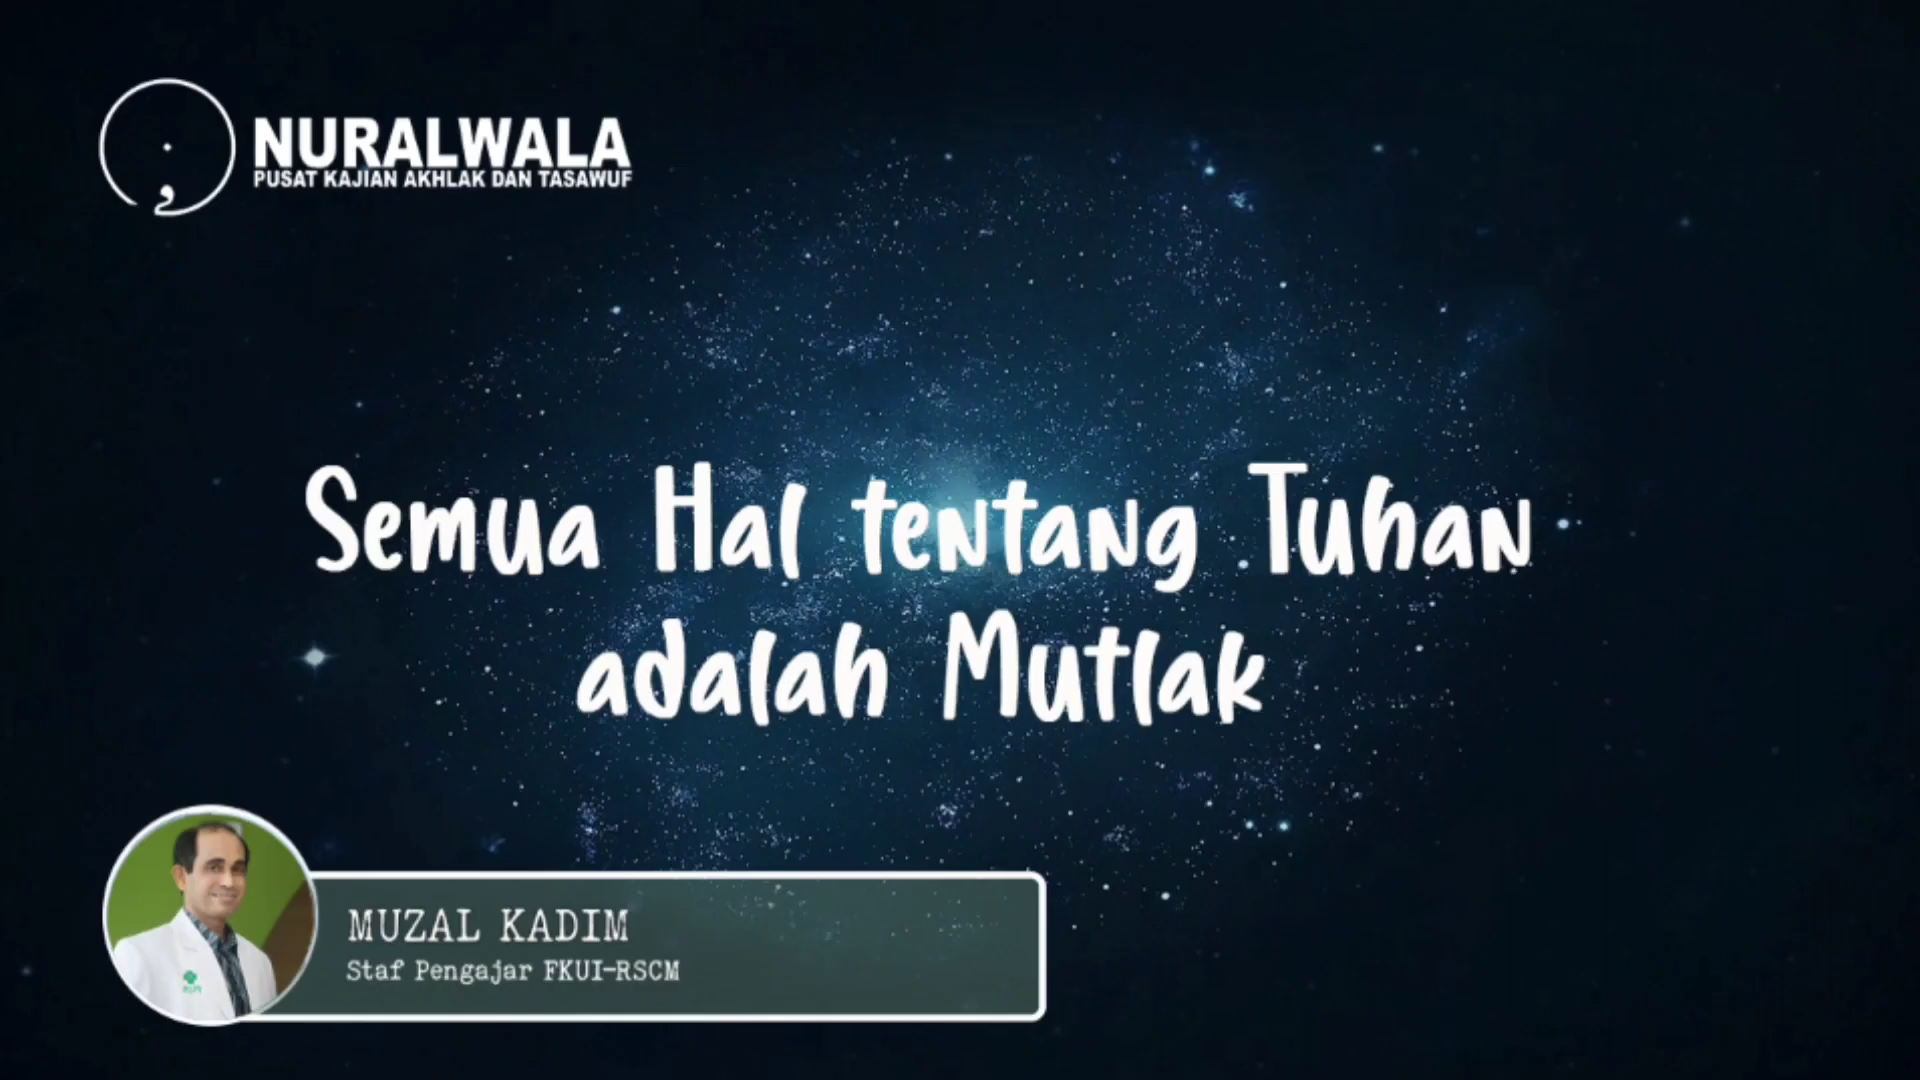 NURALWALA
PUSAT KAJIAN AKHLAK DAN TASAWUF
Semua Hal tentang Tuhan
adalah Mutlak
MUZAL KADIM
Staf Pengajar FKUI-RSCM